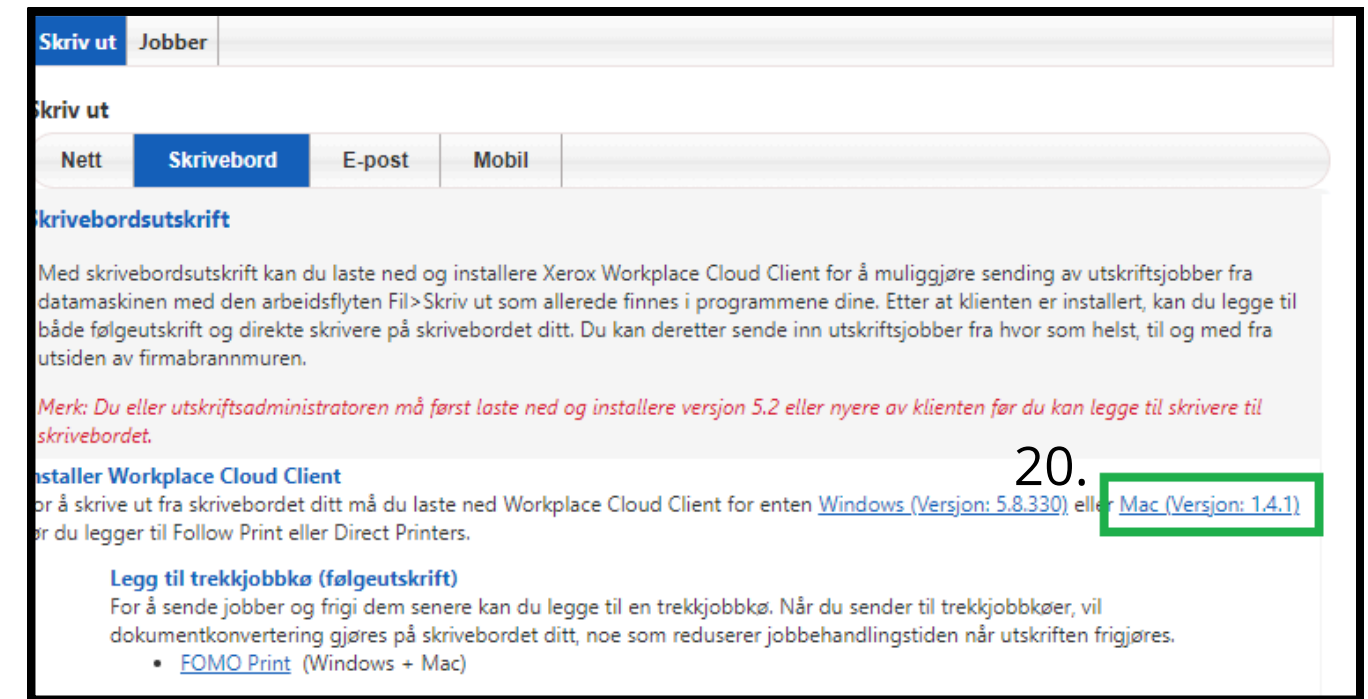 Skriv ut Jobber
Skriv ut
Nett Skrivebord E-post Mobil
krivebordsutskrift
Med skrivebordsutskrift kan du laste ned og installere Xerox Workplace Cloud Client for å muliggjøre sending av utskriftsjobber fra
datamaskinen med den arbeidsflyten Fil>Skriv ut som allerede finnes i programmene dine. Etter at klienten er installert, kan du legge til
både følgeutskrift og direkte skrivere på skrivebordet ditt. Du kan deretter sende inn utskriftsjobber fra hvor som helst, til og med fra
utsiden av firmabrannmuren.
Merk: Du eller utskriftsadministratoren må først laste ned og installere versjon 5.2 eller nyere av klienten før du kan legge til skrivere til
skrivebordet.
20.
nstaller Workplace Cloud Client
or å skrive ut fra skrivebordet ditt må du laste ned Workplace Cloud Client for enten Windows (Versjon: 5.8.330) eller Mac (Versjon: 1.4.1)
ør du legger til Follow Print eller Direct Printers.
Legg til trekkjobbkø (følgeutskrift)
For å sende jobber og frigi dem senere kan du legge til en trekkjobbkø. Når du sender til trekkjobbkøer, vil
dokumentkonvertering gjøres på skrivebordet ditt, noe som reduserer jobbehandlingstiden når utskriften frigjøres.
• FOMO Print (Windows + Mac)